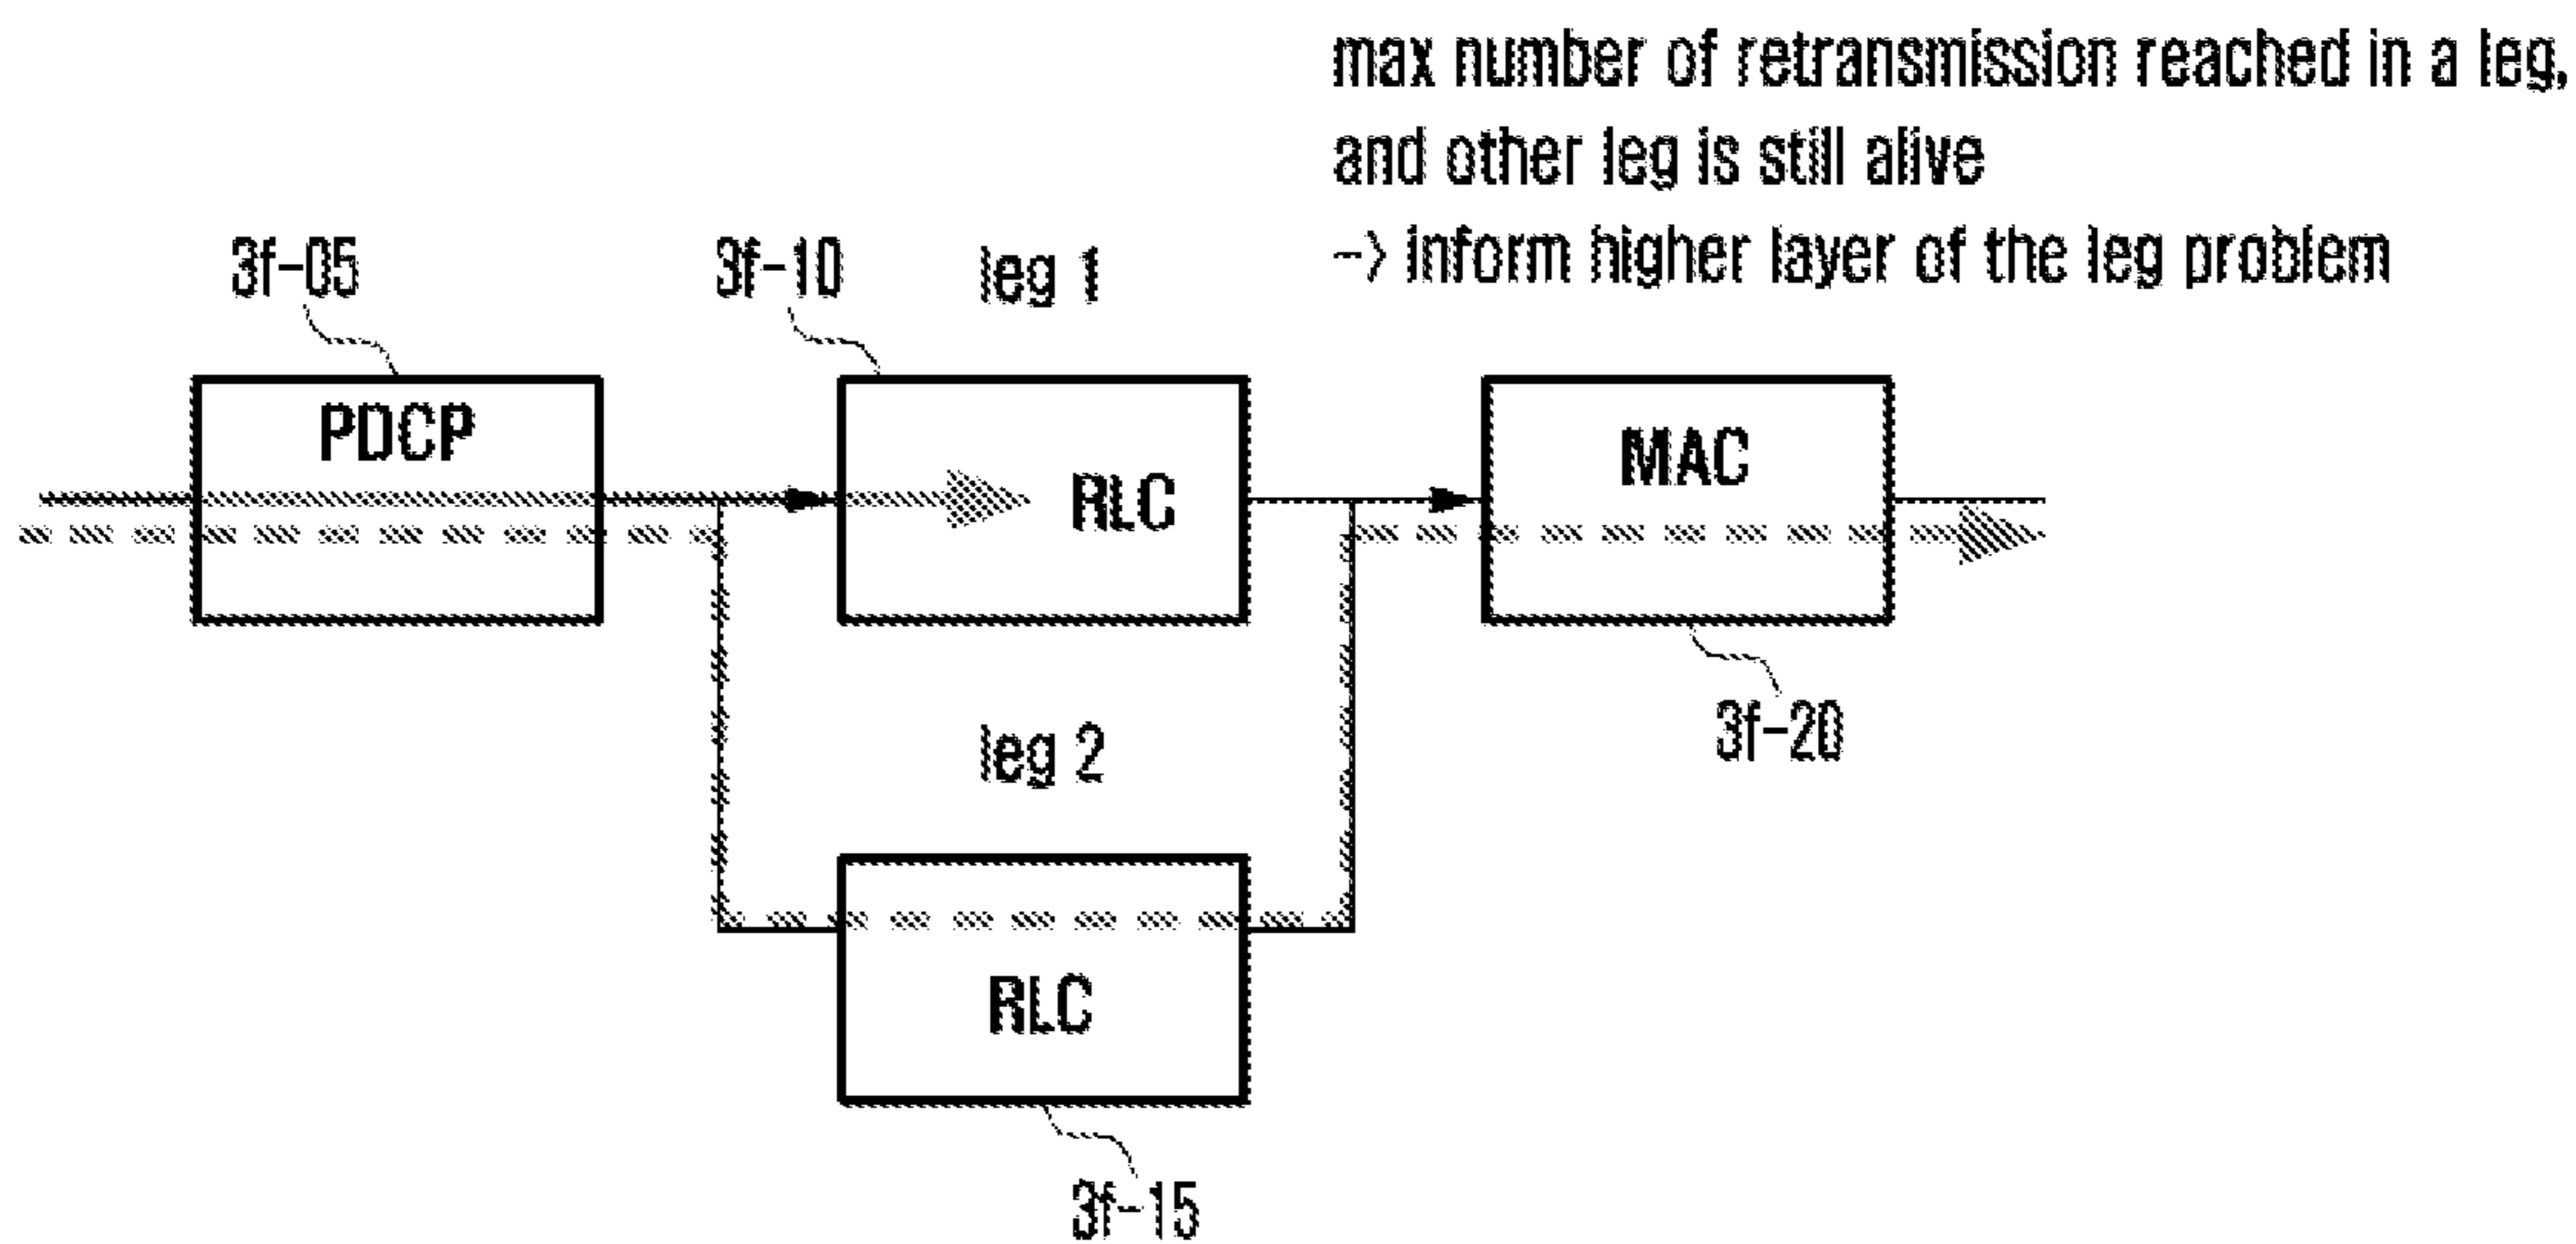 max number of retransmission reached in a leg,
and other leg is still alive
-> inform higher layer of the leg problem
3f-05
3f-10
leg 1
PDCP
RLC
MAC
3f-20
leg 2
RLC
3f-15